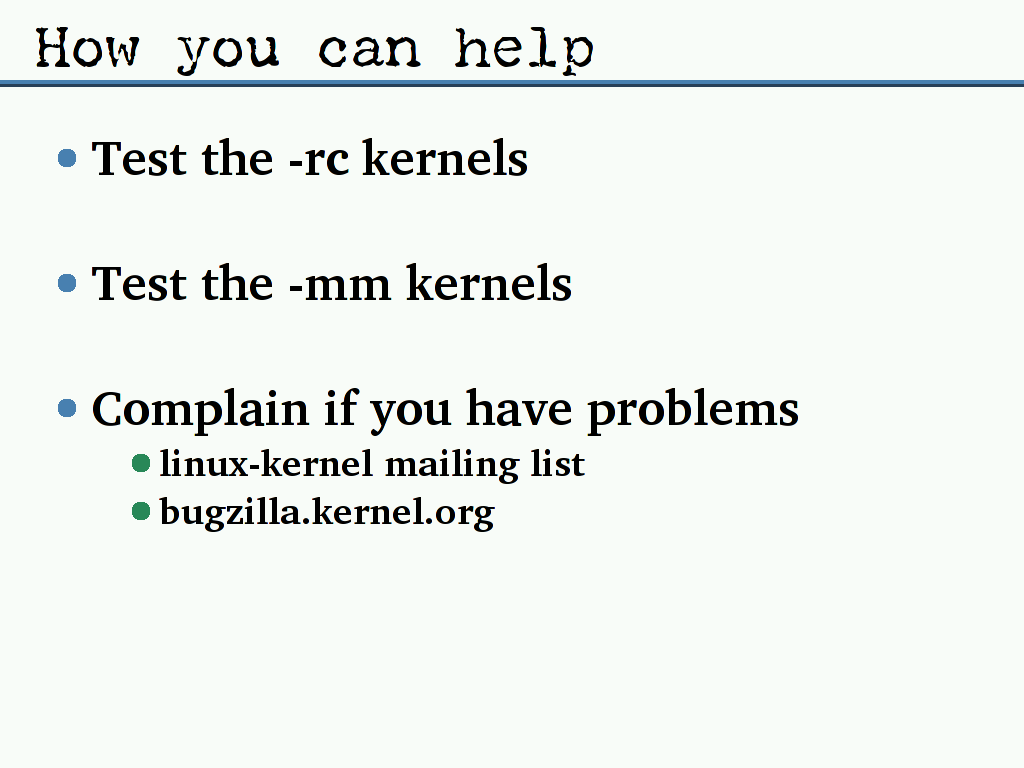 How you can help
Test the -rc kernels
Test the -mm kernels
Complain if you have problems
linux-kernel mailing list
bugzilla.kernel.org